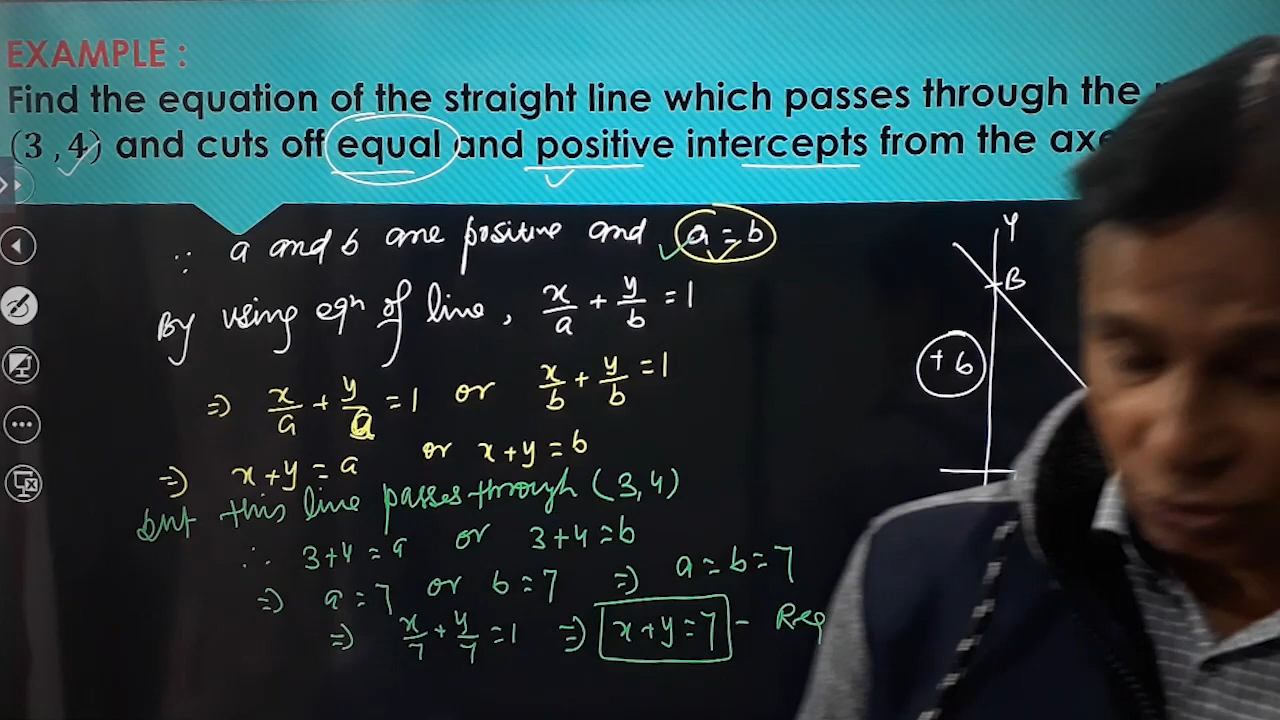 EXAMPLE :
Find the equation of the straight line which passes through the
(3 ,4) and cuts off equal and positive intercepts from the axe
∵ a and b are positive and a = b
By using eqⁿ of line, x/a + y/b = 1
⇒ x/a + y/a = 1 or x/b + y/b = 1
⇒ x+y = a or x+y = b
but this line passes through (3,4)
∴ 3+4 = a or 3+4 = b
⇒ a = 7 or b = 7 ⇒ a = b = 7
⇒ x/7 + y/7 = 1 ⇒ x+y=7 - Req
Y
B
+ b